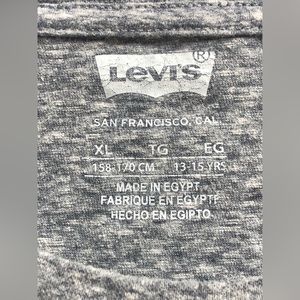 Levi's ®
SAN FRANCISCO, CAL
XL TG EG
158-170 CM 13-15 YRS
MADE IN EGYPT
FABRIQUE EN EGYPTE
HECHO EN EGIPTO